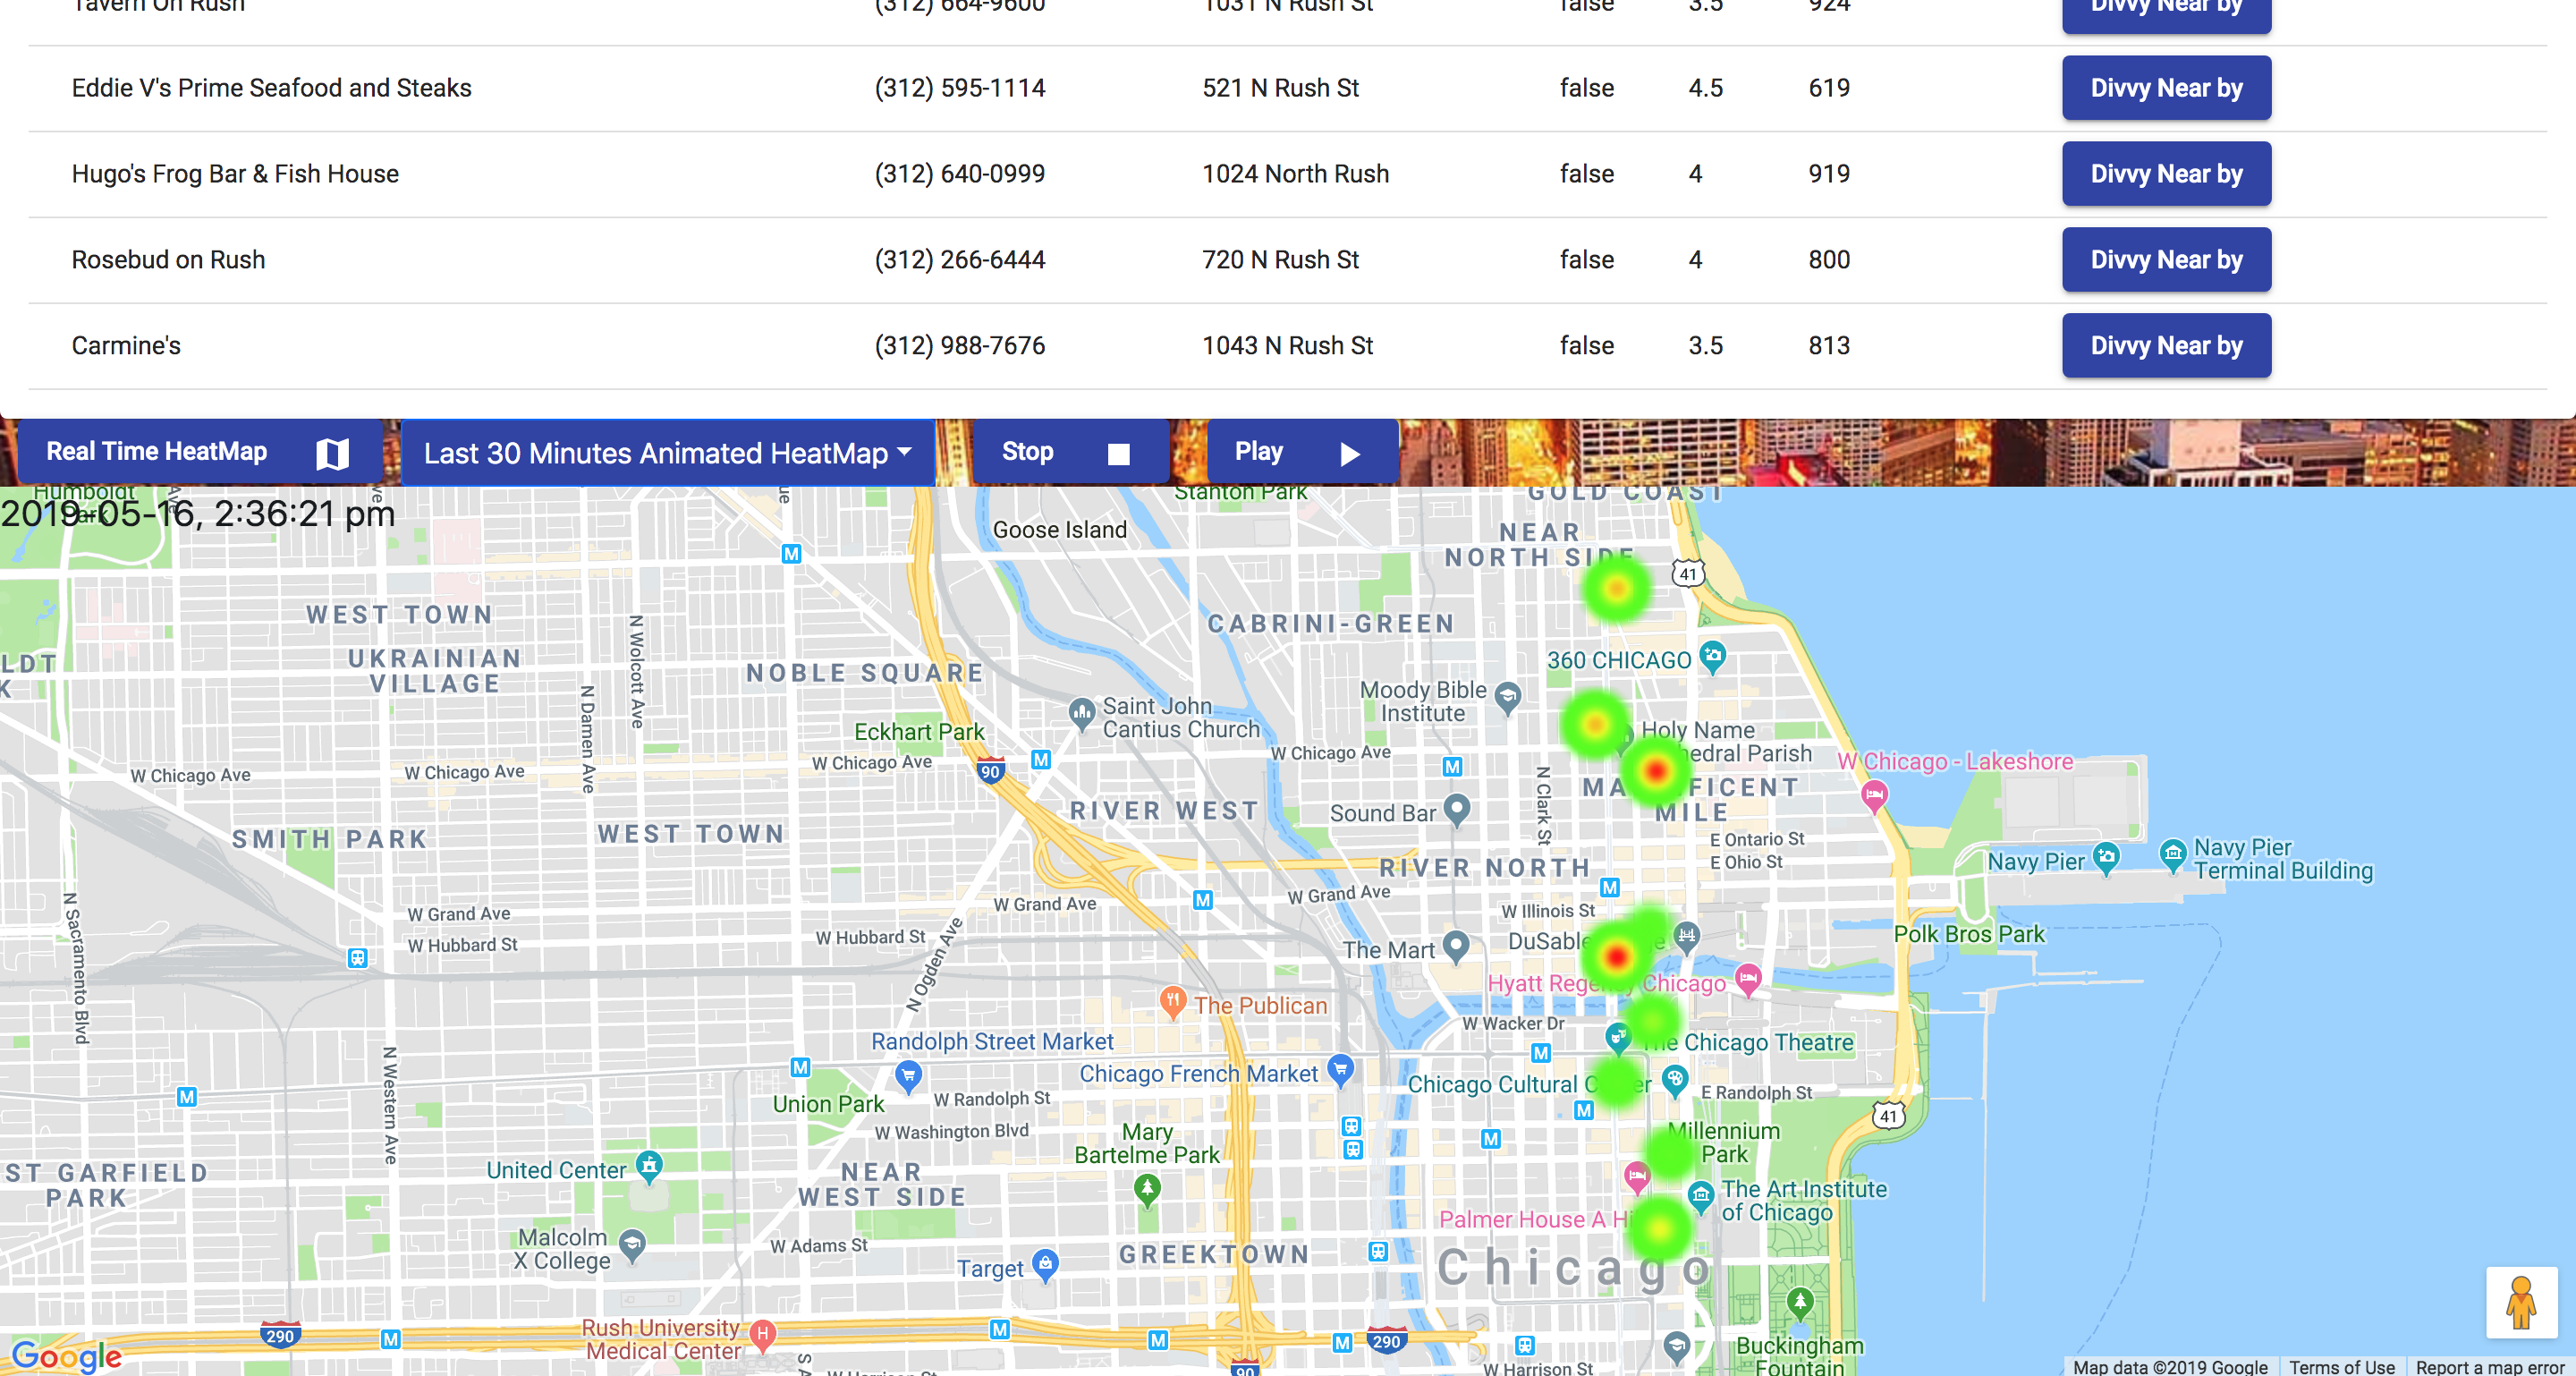 Tavern On Rush (312) 664-9600 1031 N Rush St false 3.5 924 Divvy Near by
Eddie V's Prime Seafood and Steaks (312) 595-1114 521 N Rush St false 4.5 619 Divvy Near by
Hugo's Frog Bar & Fish House (312) 640-0999 1024 North Rush false 4 919 Divvy Near by
Rosebud on Rush (312) 266-6444 720 N Rush St false 4 800 Divvy Near by
Carmine's (312) 988-7676 1043 N Rush St false 3.5 813 Divvy Near by
Real Time HeatMap Last 30 Minutes Animated HeatMap Stop Play
Humboldt
Park
2019-05-16, 2:36:21 pm
Stanton Park
GOLD COAST
Goose Island
NEAR
NORTH SIDE
41
WEST TOWN
CABRINI-GREEN
UKRAINIAN
VILLAGE
N Wolcott Ave
N Damen Ave
NOBLE SQUARE
360 CHICAGO
Moody Bible
Institute
Saint John
Cantius Church
Eckhart Park
Holy Name
W Chicago Ave
W Chicago Ave
W Chicago Ave
W Chicago Ave
90
hedral Parish
W Chicago - Lakeshore
N Clark St
MA FICENT
MILE
RIVER WEST
Sound Bar
SMITH PARK
WEST TOWN
E Ontario St
E Ohio St
RIVER NORTH
Navy Pier
Navy Pier
Terminal Building
N Sacramento Blvd
W Grand Ave
W Grand Ave
W Grand Ave
W Illinois St
W Hubbard St
W Hubbard St
N Ogden Ave
The Mart
DuSable e
Polk Bros Park
Hyatt Regency Chicago
The Publican
W Wacker Dr
Randolph Street Market
The Chicago Theatre
Chicago French Market
Chicago Cultural C er
E Randolph St
N Western Ave
Union Park
W Randolph St
W Washington Blvd
41
Mary
Bartelme Park
Millennium
Park
ST GARFIELD
PARK
United Center
NEAR
WEST SIDE
The Art Institute
of Chicago
Palmer House A Hi
Malcolm
X College
W Adams St
GREEKTOWN
Target
Chicago
Rush University
Medical Center
290
290
90
Buckingham
Fountain
W Harrison St
W Harrison St
Google
Map data ©2019 Google Terms of Use Report a map error